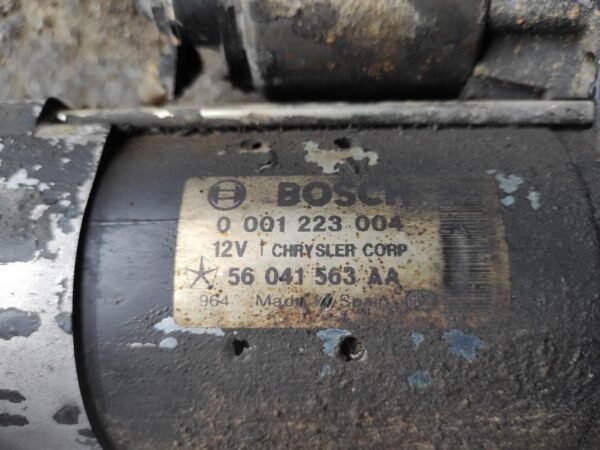 BOSCH
0 001 223 004
12V CHRYSLER CORP
56 041 563 AA
964 Made in Spain